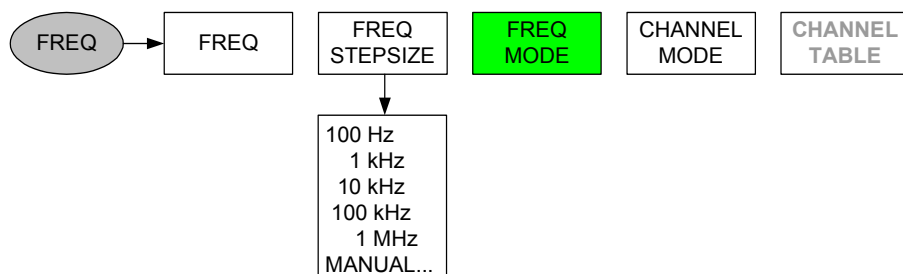 FREQ
FREQ
FREQ
STEPSIZE
FREQ
MODE
CHANNEL
MODE
CHANNEL
TABLE
100 Hz
1 kHz
10 kHz
100 kHz
1 MHz
MANUAL...